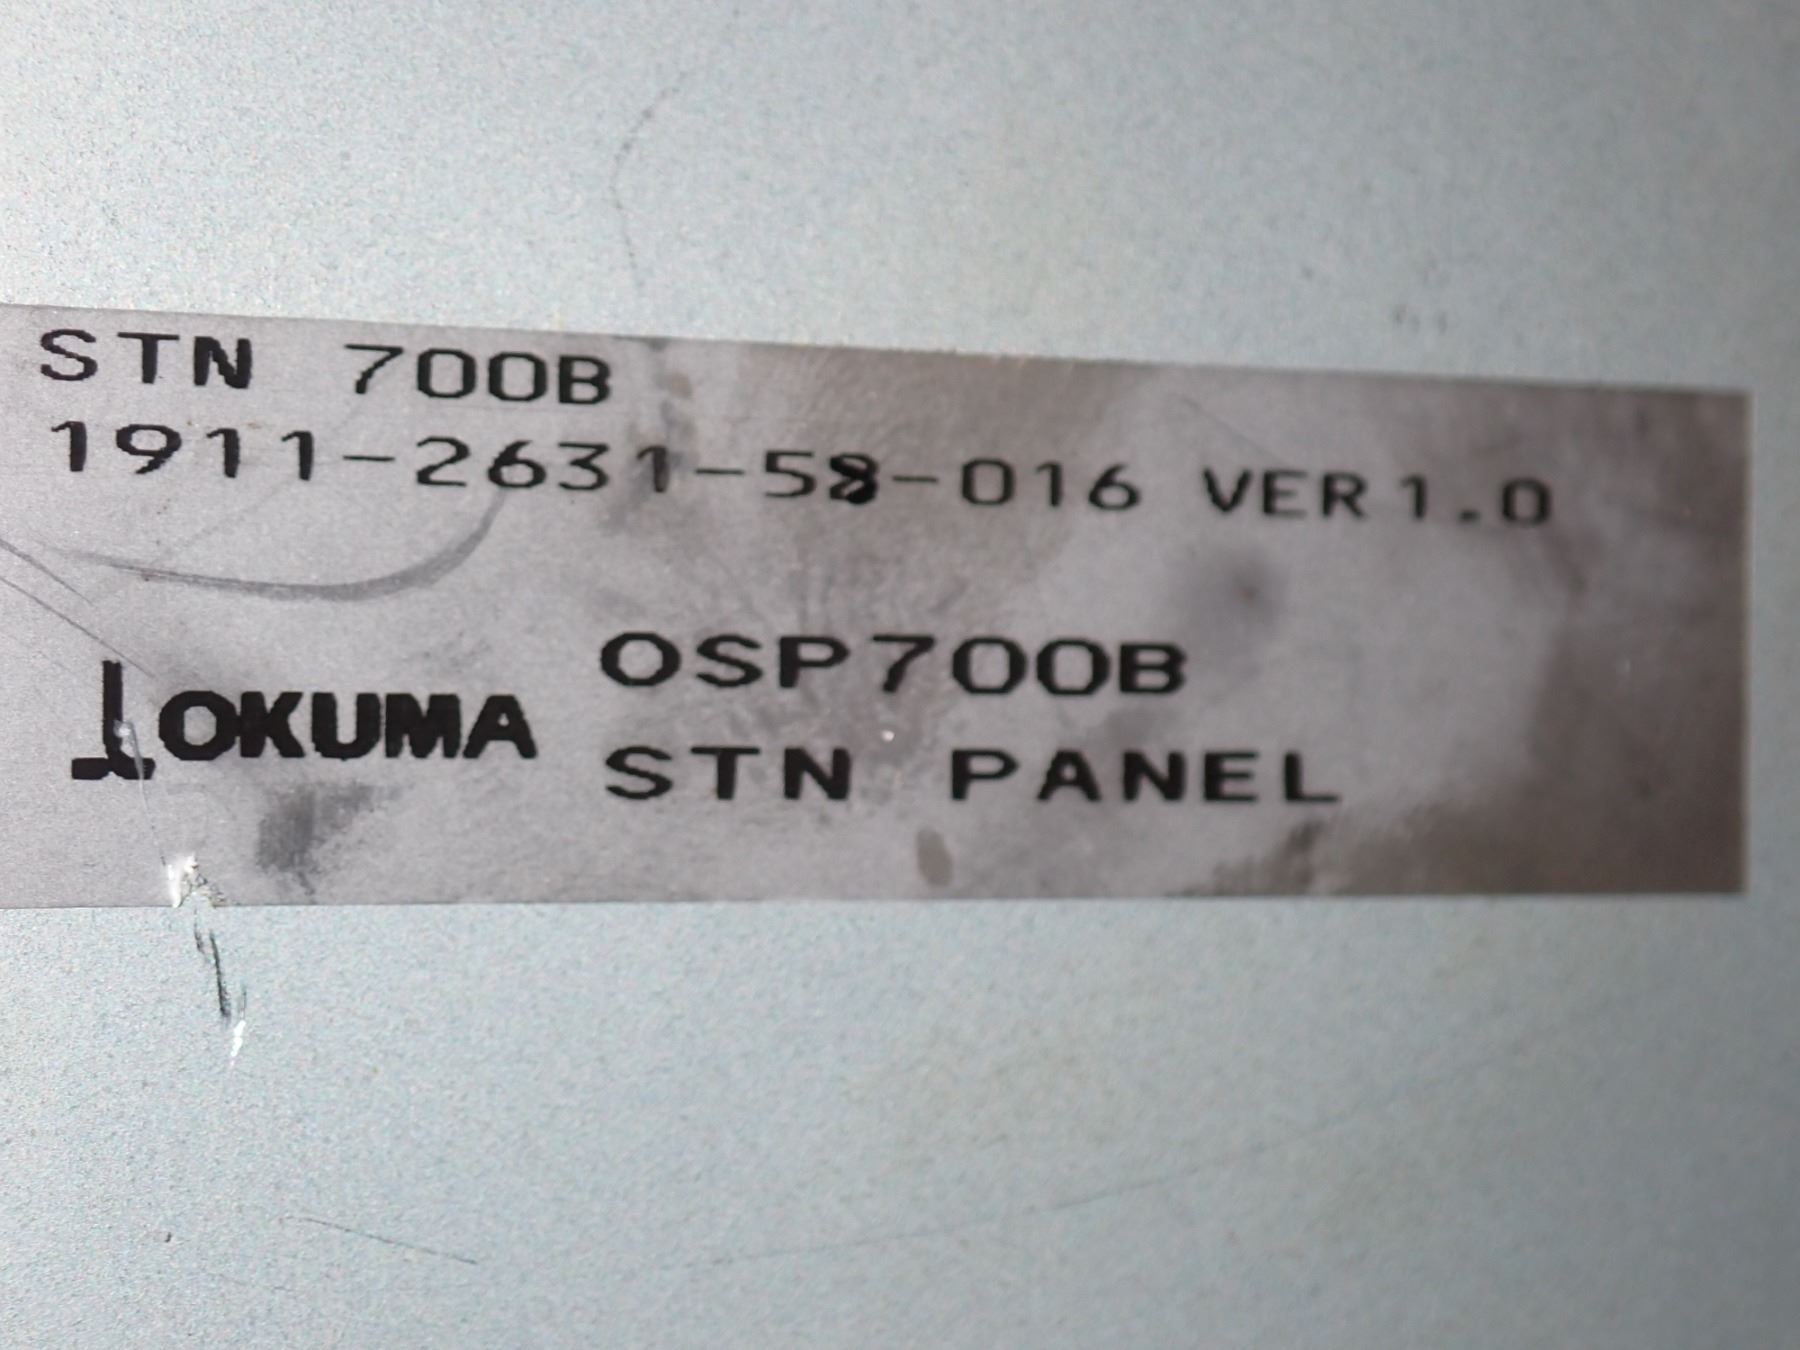 STN 700B
1911-2631-58-016 VER1.0
OKUMA
OSP700B
STN PANEL